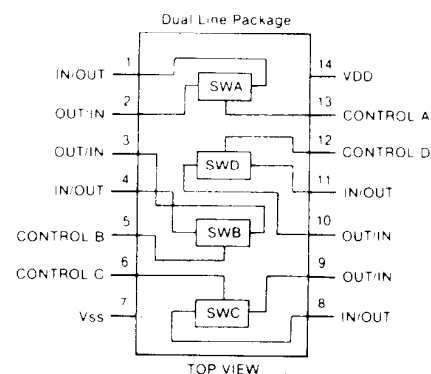 Dual Line Package
1
IN/OUT
2
OUT/IN
3
OUT/IN
4
IN/OUT
5
CONTROL B
6
CONTROL C
7
Vss
14
VDD
13
CONTROL A
12
CONTROL D
11
IN/OUT
10
OUT/IN
9
OUT/IN
8
IN/OUT
SWA
SWD
SWB
SWC
TOP VIEW